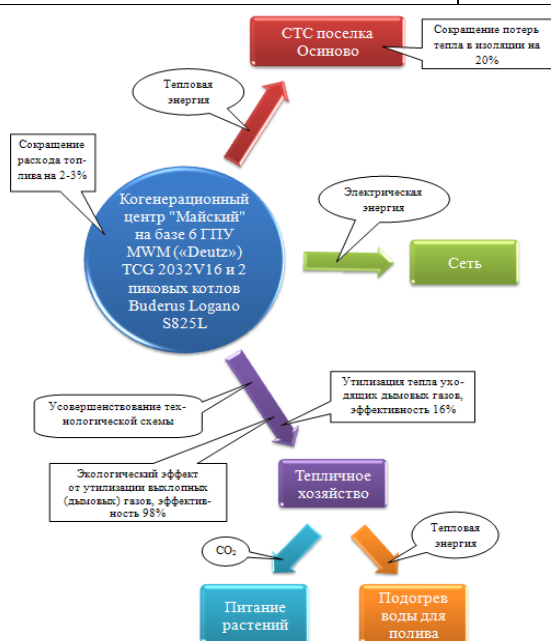 СТС поселка
Осиново
Сокращение потерь
тепла в изоляции на
20%
Тепловая
энергия
Сокращение
расхода топ-
лива на 2-3%
Когенерационный
центр "Майский"
на базе 6 ГПУ
MWM («Deutz»)
TCG 2032V16 и 2
пиковых котлов
Buderus Logano
S825L
Электрическая
энергия
Сеть
Усовершенствование тех-
нологической схемы
Утилизация тепла ухо-
дящих дымовых газов,
эффективность 16%
Экологический эффект
от утилизации выхлопных
(дымовых) газов, эффектив-
ность 98%
Тепличное
хозяйство
CO₂
Тепловая
энергия
Питание
растений
Подогрев
воды для
полива